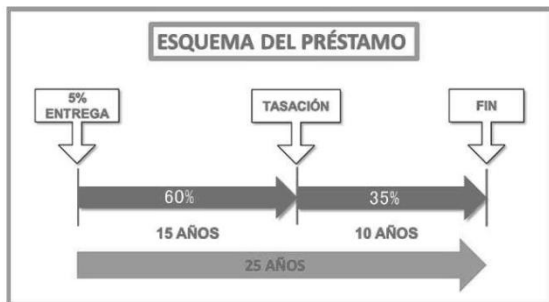 ESQUEMA DEL PRÉSTAMO
5%
ENTREGA
TASACIÓN
FIN
60%
35%
15 AÑOS
10 AÑOS
25 AÑOS